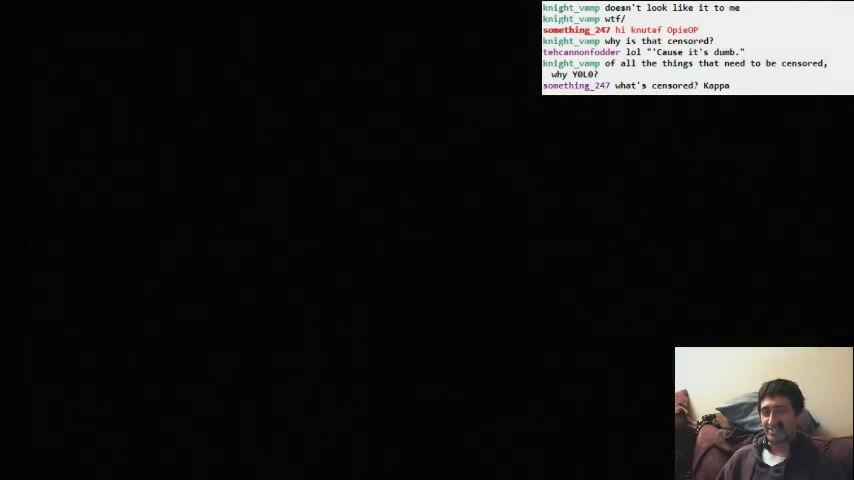 knight_vamp doesn't look like it to me
knight_vamp wtf/
something_247 hi knutaf OpieOP
knight_vamp why is that censored?
tehcannonfodder lol "'Cause it's dumb."
knight_vamp of all the things that need to be censored,
why Y0L0?
something_247 what's censored? Kappa